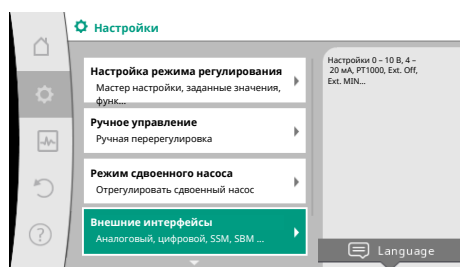 Настройки
Настройка режима регулирования
Мастер настройки, заданные значения,
функ...
Ручное управление
Ручная перерегулировка
Режим сдвоенного насоса
Отрегулировать сдвоенный насос
Внешние интерфейсы
Аналоговый, цифровой, SSM, SBM ...
Настройки 0 – 10 В, 4 –
20 мА, PT1000, Ext. Off,
Ext. MIN...
Language